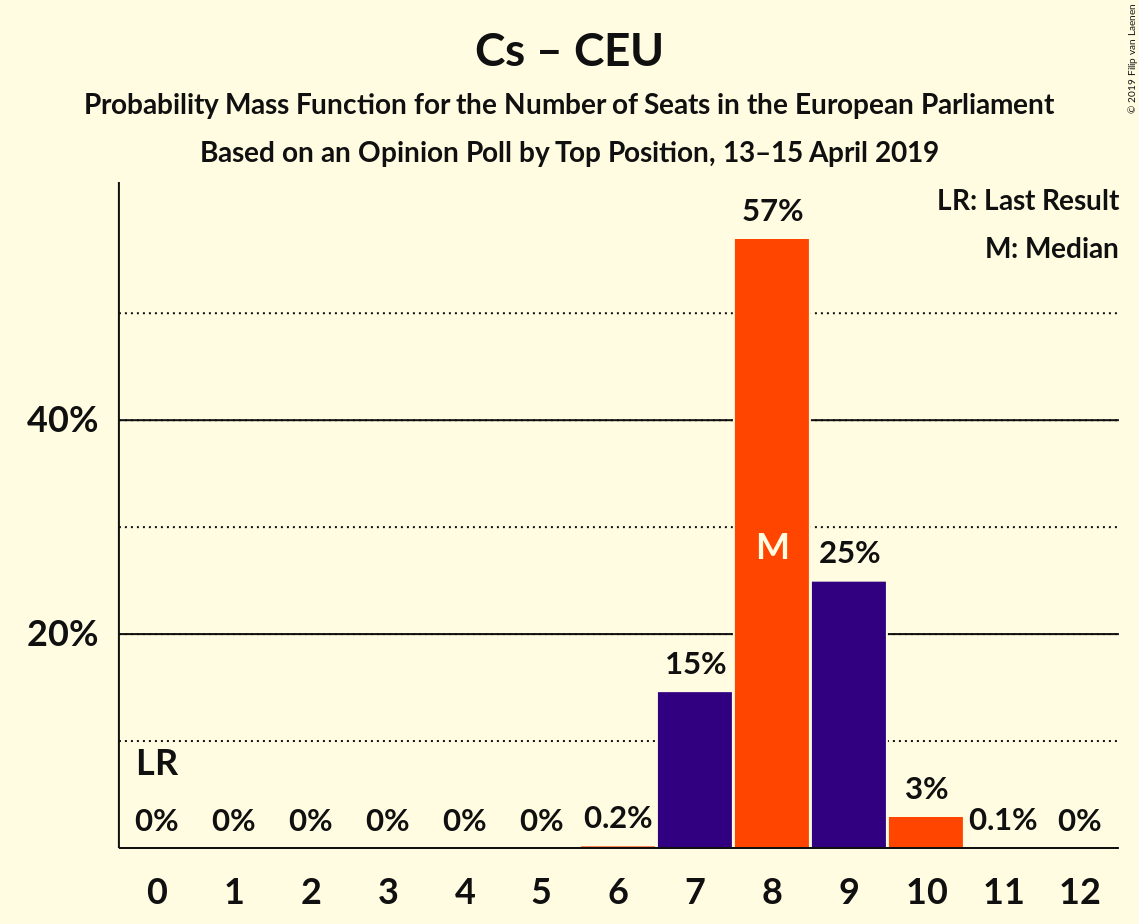 Cs – CEU
Probability Mass Function for the Number of Seats in the European Parliament
Based on an Opinion Poll by Top Position, 13–15 April 2019
© 2019 Filip van Laenen
LR: Last Result
M: Median
57%
40%
M
25%
20%
15%
LR
0% 0% 0% 0% 0% 0% 0.2% 3% 0.1% 0%
0 1 2 3 4 5 6 7 8 9 10 11 12